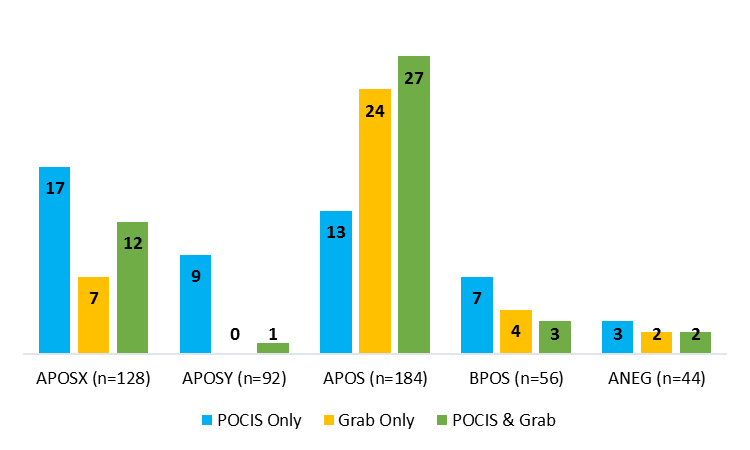 17
7
12
9
0
1
13
24
27
7
4
3
3
2
2
APOSX (n=128)
APOSY (n=92)
APOS (n=184)
BPOS (n=56)
ANEG (n=44)
POCIS Only
Grab Only
POCIS & Grab